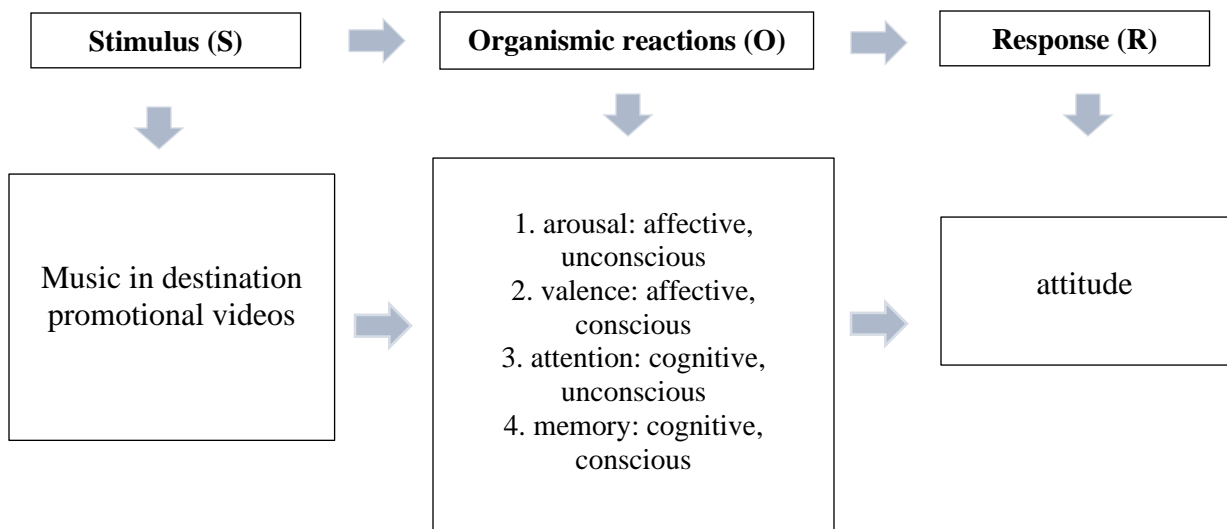 Stimulus (S)
Organismic reactions (O)
Response (R)
Music in destination
promotional videos
1. arousal: affective,
unconscious
2. valence: affective,
conscious
3. attention: cognitive,
unconscious
4. memory: cognitive,
conscious
attitude